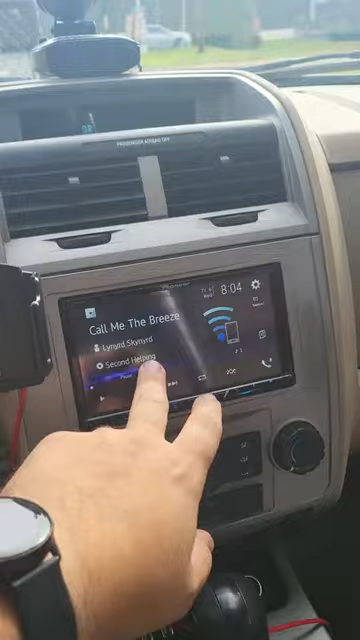 PASSENGER AIRBAG OFF
8:04
Call Me The Breeze
Lynyrd Skynyrd
Second Helping